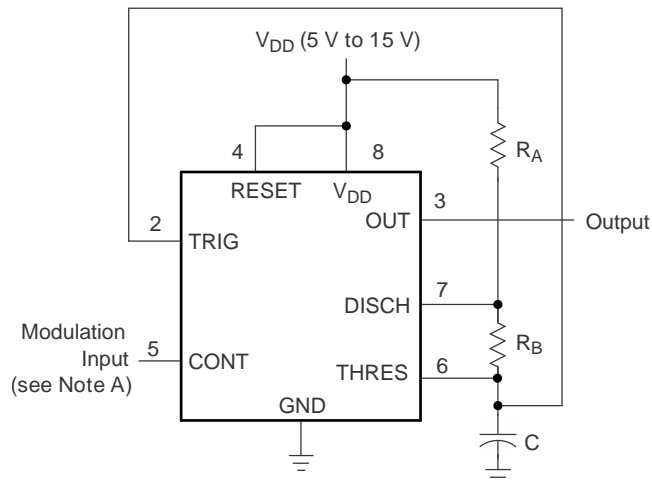 V_DD (5 V to 15 V)
4
8
R_A
RESET
V_DD
3
2
OUT
Output
TRIG
7
DISCH
Modulation
Input
(see Note A)
5
CONT
R_B
6
THRES
GND
C